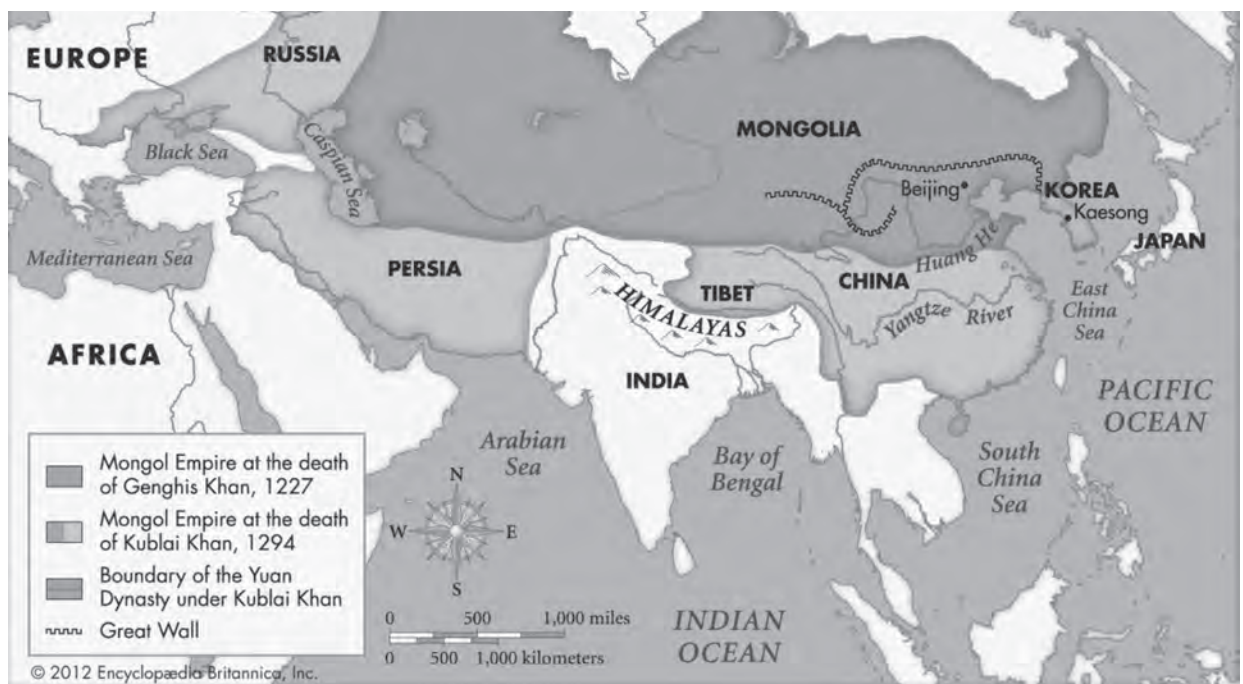 EUROPE
RUSSIA
MONGOLIA
Black Sea
Caspian Sea
Beijing
KOREA
Kaesong
JAPAN
Mediterranean Sea
PERSIA
Huang He
CHINA
TIBET
HIMALAYAS
Yangtze River
East
China
Sea
AFRICA
INDIA
PACIFIC
OCEAN
Arabian
Sea
Bay of
Bengal
South
China
Sea
Mongol Empire at the death
of Genghis Khan, 1227
Mongol Empire at the death
of Kublai Khan, 1294
Boundary of the Yuan
Dynasty under Kublai Khan
Great Wall
N
W E
S
0 500 1,000 miles
0 500 1,000 kilometers
INDIAN
OCEAN
© 2012 Encyclopædia Britannica, Inc.